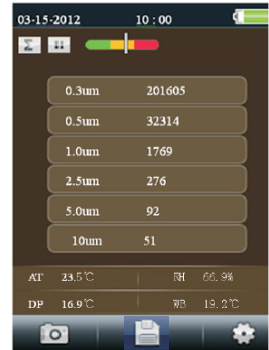 03-15-2012 10:00
Σ
0.3um 201605
0.5um 32314
1.0um 1769
2.5um 276
5.0um 92
10um 51
AT 23.5℃ RH 66.9%
DP 16.9℃ WB 19.2℃